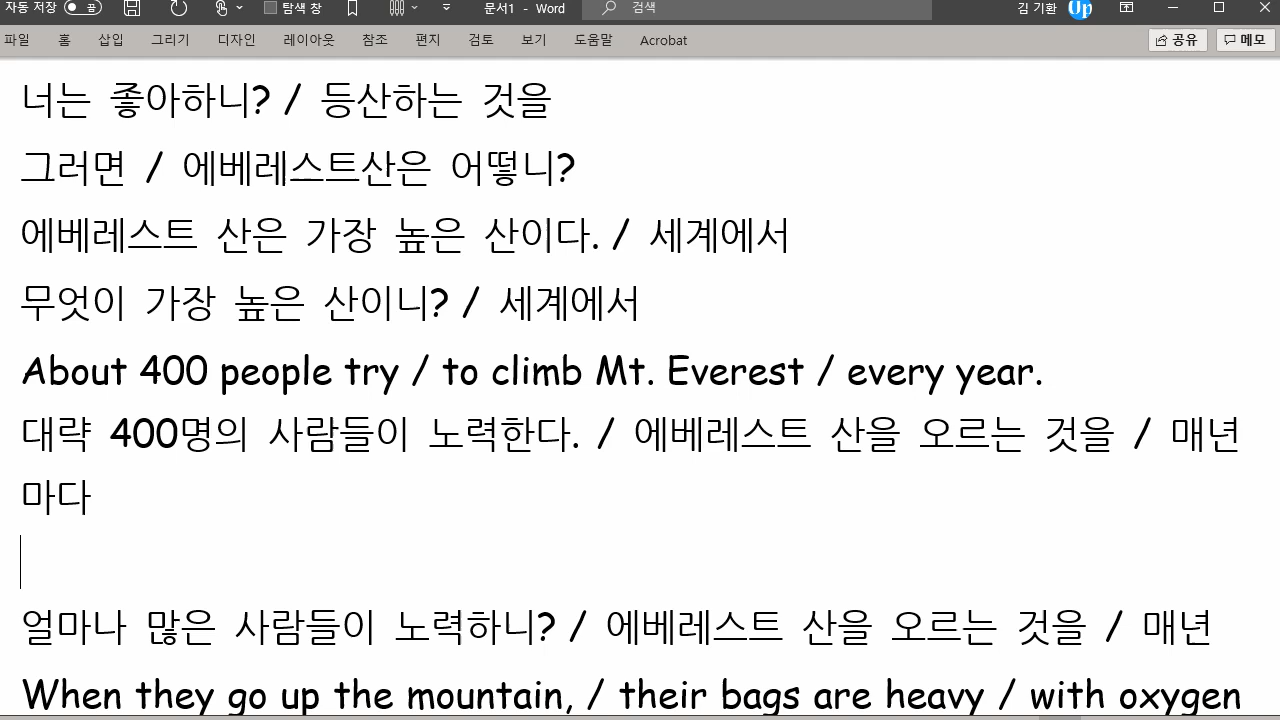 자동 저장 끔 탐색 창 문서1 - Word 검색 김 기환 Up
파일 홈 삽입 그리기 디자인 레이아웃 참조 편지 검토 보기 도움말 Acrobat 공유 메모
너는 좋아하니? / 등산하는 것을
그러면 / 에베레스트산은 어떻니?
에베레스트 산은 가장 높은 산이다. / 세계에서
무엇이 가장 높은 산이니? / 세계에서
About 400 people try / to climb Mt. Everest / every year.
대략 400명의 사람들이 노력한다. / 에베레스트 산을 오르는 것을 / 매년
마다
얼마나 많은 사람들이 노력하니? / 에베레스트 산을 오르는 것을 / 매년
When they go up the mountain, / their bags are heavy / with oxygen